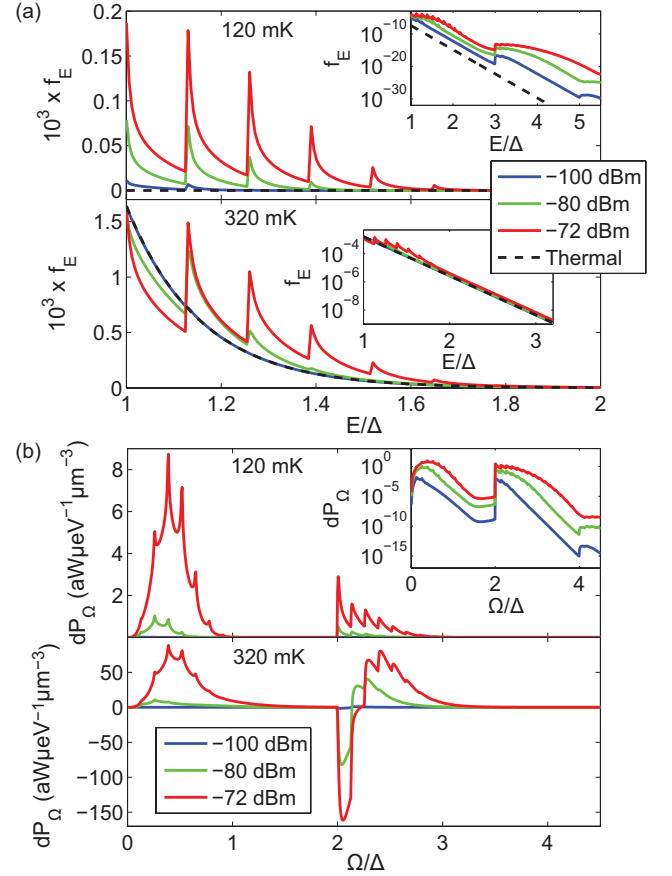 (a)
0.2
0.15
0.1
0.05
0
10³ x f_E
120 mK
10⁻¹⁰
10⁻²⁰
10⁻³⁰
f_E
1 2 3 4 5
E/Δ
−100 dBm
−80 dBm
−72 dBm
Thermal
1.5
1
0.5
0
10³ x f_E
320 mK
10⁻⁴
10⁻⁶
10⁻⁸
f_E
1 2 3
E/Δ
1 1.2 1.4 1.6 1.8 2
E/Δ
(b)
8
6
4
2
0
dP_Ω (aWμeV⁻¹μm⁻³)
120 mK
10⁰
10⁻⁵
10⁻¹⁰
10⁻¹⁵
dP_Ω
0 2 4
Ω/Δ
50
0
−50
−100
−150
dP_Ω (aWμeV⁻¹μm⁻³)
320 mK
−100 dBm
−80 dBm
−72 dBm
0 1 2 3 4
Ω/Δ